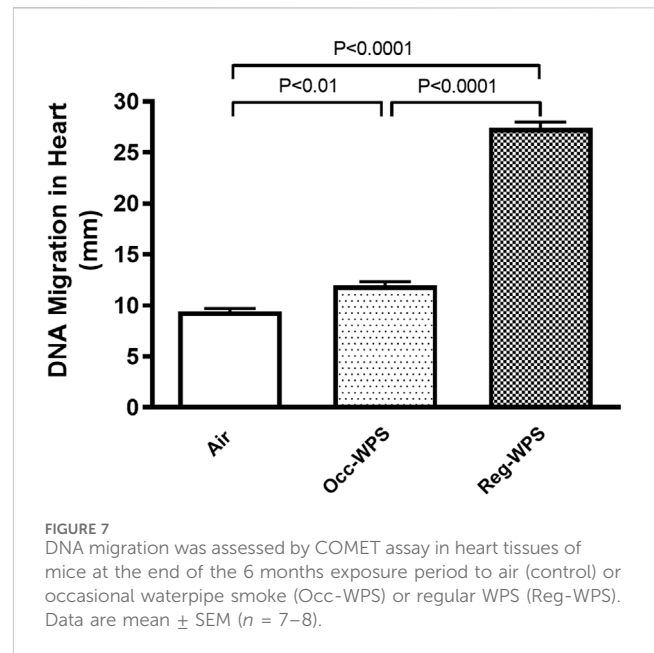 P<0.0001
P<0.01
P<0.0001
DNA Migration in Heart
(mm)
30
25
20
15
10
5
0
Air
Occ-WPS
Reg-WPS
FIGURE 7
DNA migration was assessed by COMET assay in heart tissues of
mice at the end of the 6 months exposure period to air (control) or
occasional waterpipe smoke (Occ-WPS) or regular WPS (Reg-WPS).
Data are mean ± SEM (n = 7–8).